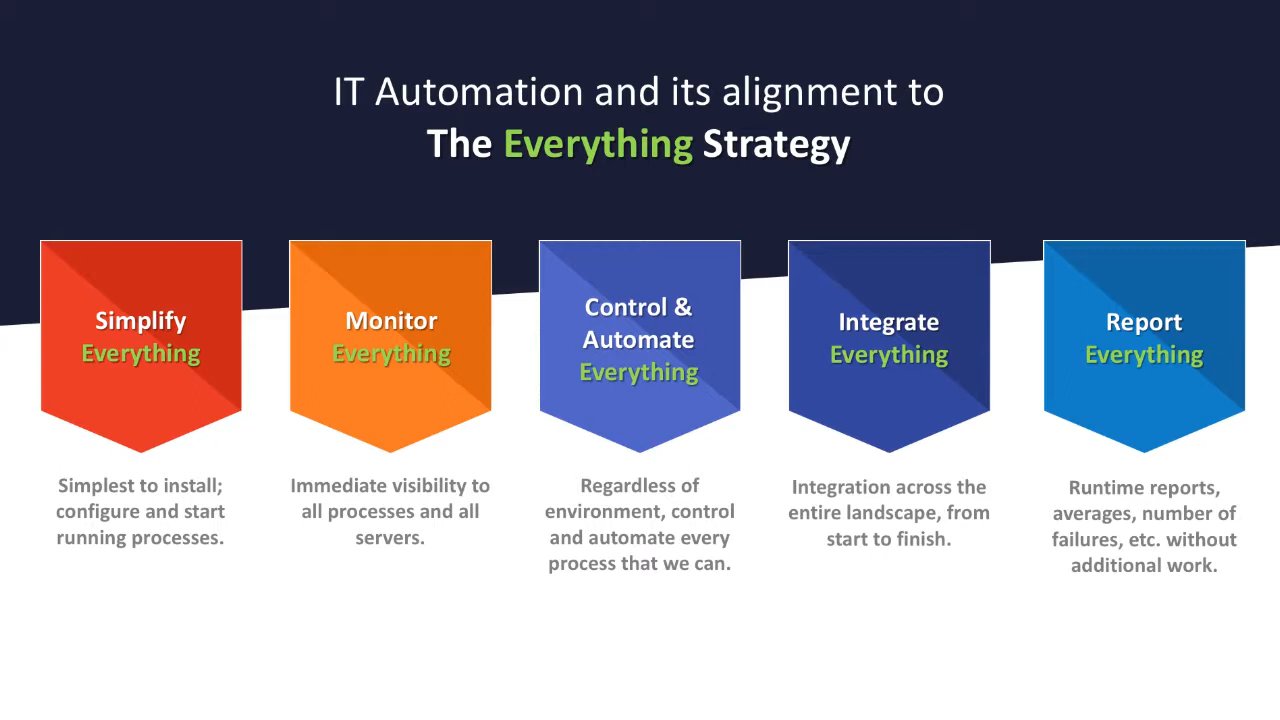 IT Automation and its alignment to
The Everything Strategy
Simplify
Everything
Simplest to install;
configure and start
running processes.
Monitor
Everything
Immediate visibility to
all processes and all
servers.
Control &
Automate
Everything
Regardless of
environment, control
and automate every
process that we can.
Integrate
Everything
Integration across the
entire landscape, from
start to finish.
Report
Everything
Runtime reports,
averages, number of
failures, etc. without
additional work.